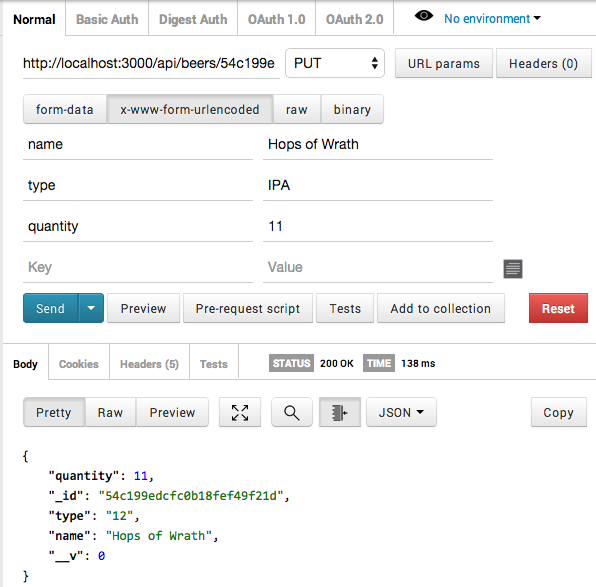 Normal Basic Auth Digest Auth OAuth 1.0 OAuth 2.0 No environment
http://localhost:3000/api/beers/54c199e PUT URL params Headers (0)
form-data x-www-form-urlencoded raw binary
name Hops of Wrath
type IPA
quantity 11
Key Value
Send Preview Pre-request script Tests Add to collection Reset
Body Cookies Headers (5) Tests STATUS 200 OK TIME 138 ms
Pretty Raw Preview JSON Copy
{
"quantity": 11,
"_id": "54c199edcfc0b18fef49f21d",
"type": "12",
"name": "Hops of Wrath",
"__v": 0
}